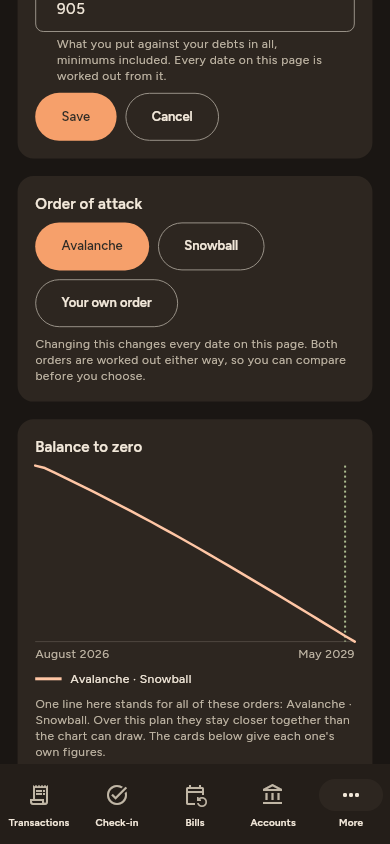 905
What you put against your debts in all,
minimums included. Every date on this page is
worked out from it.
Save
Cancel
Order of attack
Avalanche
Snowball
Your own order
Changing this changes every date on this page. Both
orders are worked out either way, so you can compare
before you choose.
Balance to zero
August 2026
May 2029
Avalanche · Snowball
One line here stands for all of these orders: Avalanche ·
Snowball. Over this plan they stay closer together than
the chart can draw. The cards below give each one's
own figures.
Transactions
Check-in
Bills
Accounts
More